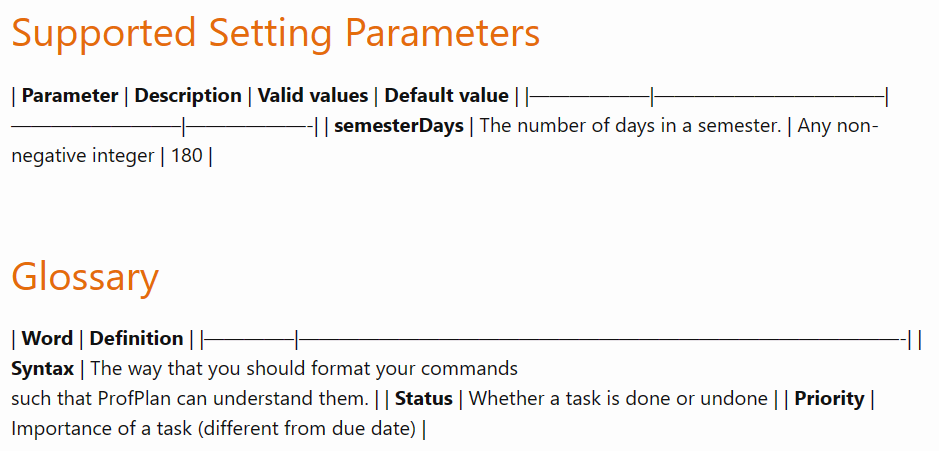 Supported Setting Parameters
| Parameter | Description | Valid values | Default value | |——————|———————————–|
—————————|——————-| | semesterDays | The number of days in a semester. | Any non-
negative integer | 180 |
Glossary
| Word | Definition | |—————|——————————————————————————————-| |
Syntax | The way that you should format your commands
such that ProfPlan can understand them. | | Status | Whether a task is done or undone | | Priority |
Importance of a task (different from due date) |